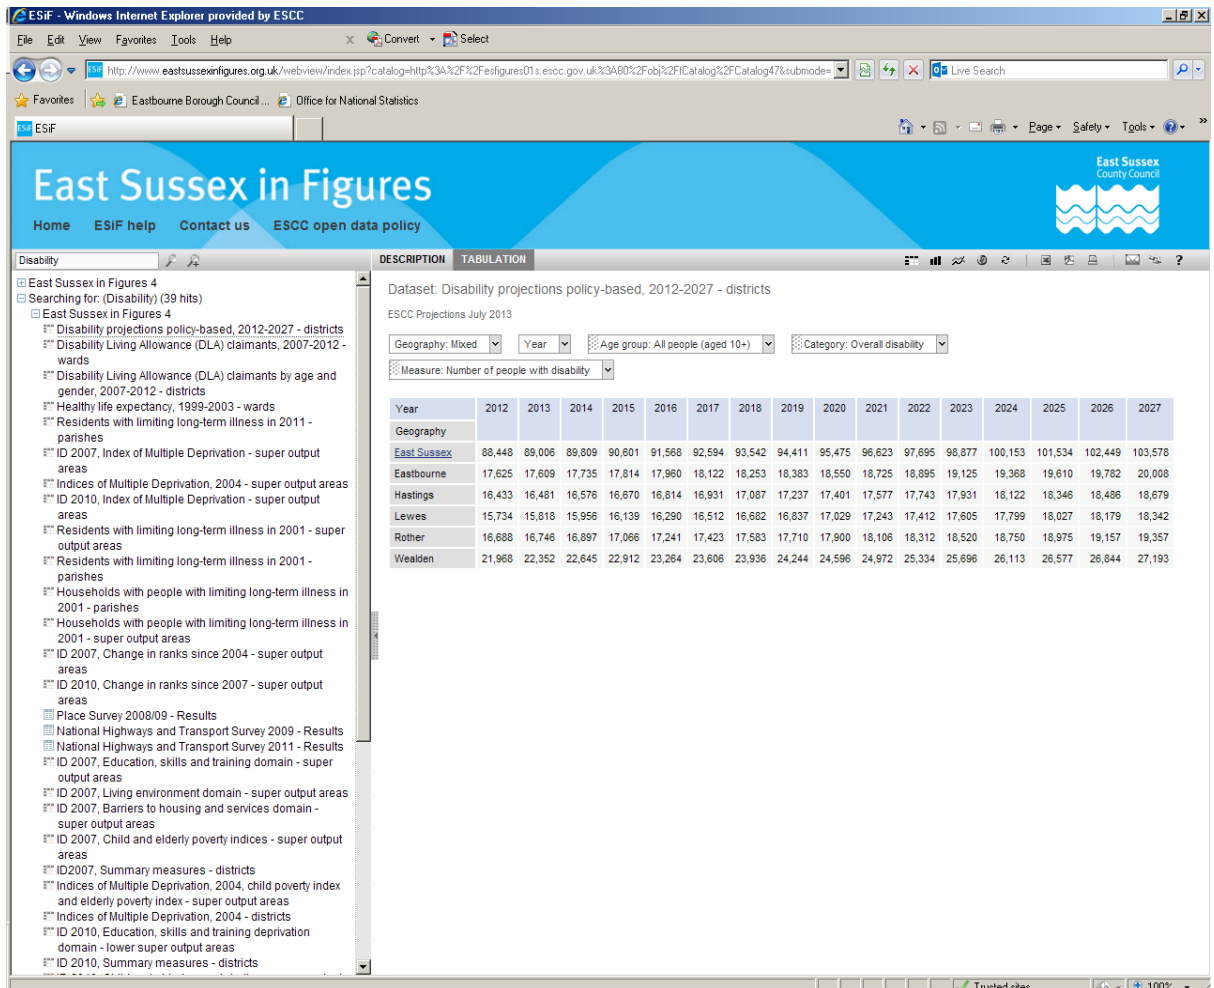 ESiF - Windows Internet Explorer provided by ESCC
File Edit View Favorites Tools Help
Convert Select
http://www.eastsussexinfigures.org.uk/webview/index.jsp?catalog=http%3A%2F%2Fesfigures01s.escc.gov.uk%3A80%2Fobj%2FfCatalog%2FCatalog47&submode=
Live Search
Favorites Eastbourne Borough Council ... Office for National Statistics
ESiF
Page Safety Tools
East Sussex in Figures
East Sussex
County Council
Home ESiF help Contact us ESCC open data policy
Disability
DESCRIPTION TABULATION
East Sussex in Figures 4
Searching for: (Disability) (39 hits)
East Sussex in Figures 4
Disability projections policy-based, 2012-2027 - districts
Disability Living Allowance (DLA) claimants, 2007-2012 -
wards
Disability Living Allowance (DLA) claimants by age and
gender, 2007-2012 - districts
Healthy life expectancy, 1999-2003 - wards
Residents with limiting long-term illness in 2011 -
parishes
ID 2007, Index of Multiple Deprivation - super output
areas
Indices of Multiple Deprivation, 2004 - super output areas
ID 2010, Index of Multiple Deprivation - super output
areas
Residents with limiting long-term illness in 2001 - super
output areas
Residents with limiting long-term illness in 2001 -
parishes
Households with people with limiting long-term illness in
2001 - parishes
Households with people with limiting long-term illness in
2001 - super output areas
ID 2007, Change in ranks since 2004 - super output
areas
ID 2010, Change in ranks since 2007 - super output
areas
Place Survey 2008/09 - Results
National Highways and Transport Survey 2009 - Results
National Highways and Transport Survey 2011 - Results
ID 2007, Education, skills and training domain - super
output areas
ID 2007, Living environment domain - super output areas
ID 2007, Barriers to housing and services domain -
super output areas
ID 2007, Child and elderly poverty indices - super output
areas
ID2007, Summary measures - districts
Indices of Multiple Deprivation, 2004, child poverty index
and elderly poverty index - super output areas
Indices of Multiple Deprivation, 2004 - districts
ID 2010, Education, skills and training deprivation
domain - lower super output areas
ID 2010, Summary measures - districts
Dataset: Disability projections policy-based, 2012-2027 - districts
ESCC Projections July 2013
Geography: Mixed Year Age group: All people (aged 10+) Category: Overall disability
Measure: Number of people with disability
Year 2012 2013 2014 2015 2016 2017 2018 2019 2020 2021 2022 2023 2024 2025 2026 2027
Geography
East Sussex 88,448 89,006 89,809 90,601 91,568 92,594 93,542 94,411 95,475 96,623 97,695 98,877 100,153 101,534 102,449 103,578
Eastbourne 17,625 17,609 17,735 17,814 17,960 18,122 18,253 18,383 18,550 18,725 18,895 19,125 19,368 19,610 19,782 20,008
Hastings 16,433 16,481 16,576 16,670 16,814 16,931 17,087 17,237 17,401 17,577 17,743 17,931 18,122 18,346 18,486 18,679
Lewes 15,734 15,818 15,956 16,139 16,290 16,512 16,682 16,837 17,029 17,243 17,412 17,605 17,799 18,027 18,179 18,342
Rother 16,688 16,746 16,897 17,066 17,241 17,423 17,583 17,710 17,900 18,106 18,312 18,520 18,750 18,975 19,157 19,357
Wealden 21,968 22,352 22,645 22,912 23,264 23,606 23,936 24,244 24,596 24,972 25,334 25,696 26,113 26,577 26,844 27,193
Trusted sites 100%